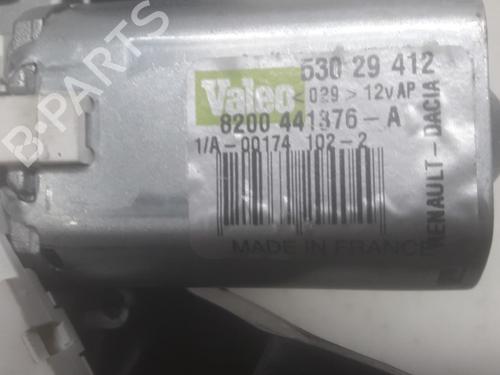 Valeo
530 29 412
< 029 > 12v AP
8200 441376-A
1/A-00174 102-2
MADE IN FRANCE
RENAULT-DACIA
B-PARTS